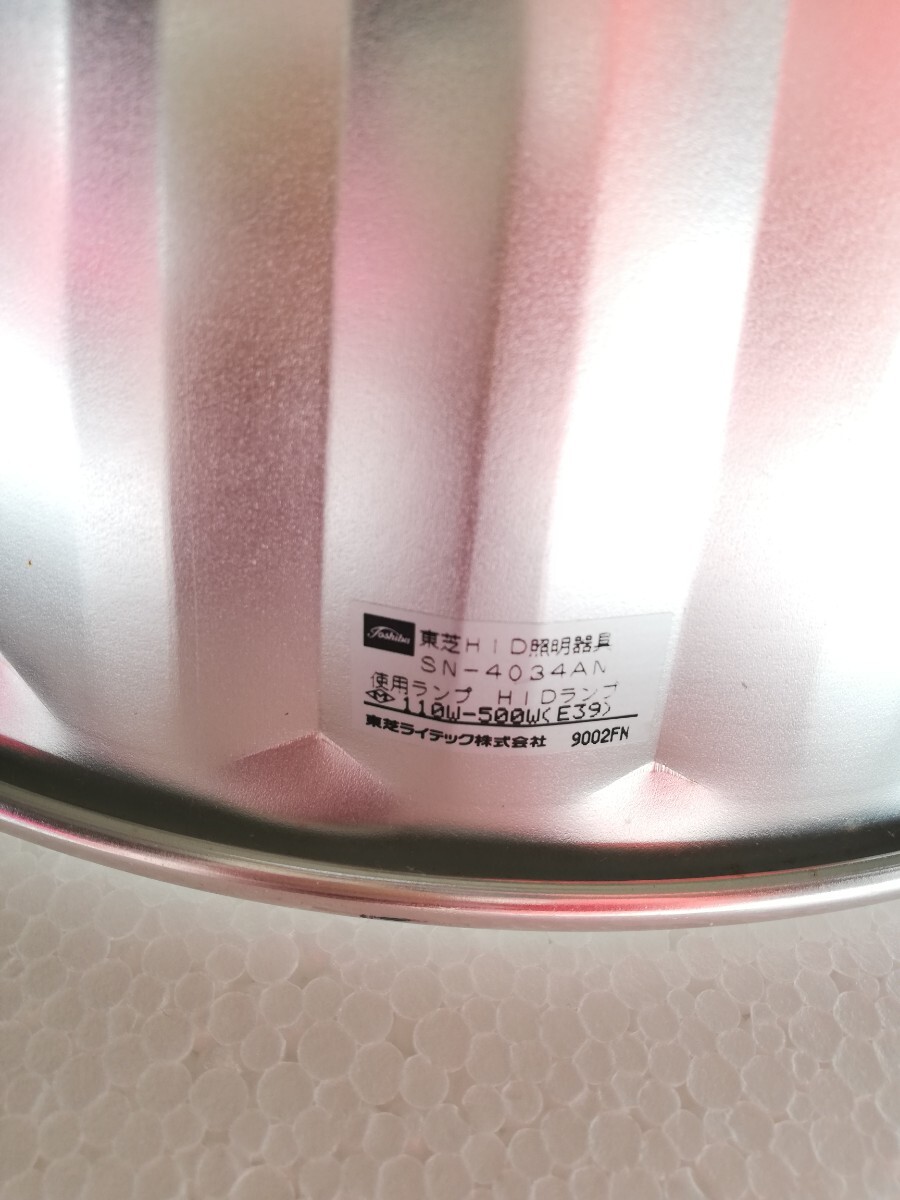 Toshiba 東芝HID照明器具
SN-4034AN
使用ランプ HIDランプ
M 110W-500W(E39)
東芝ライテック株式会社 9002FN